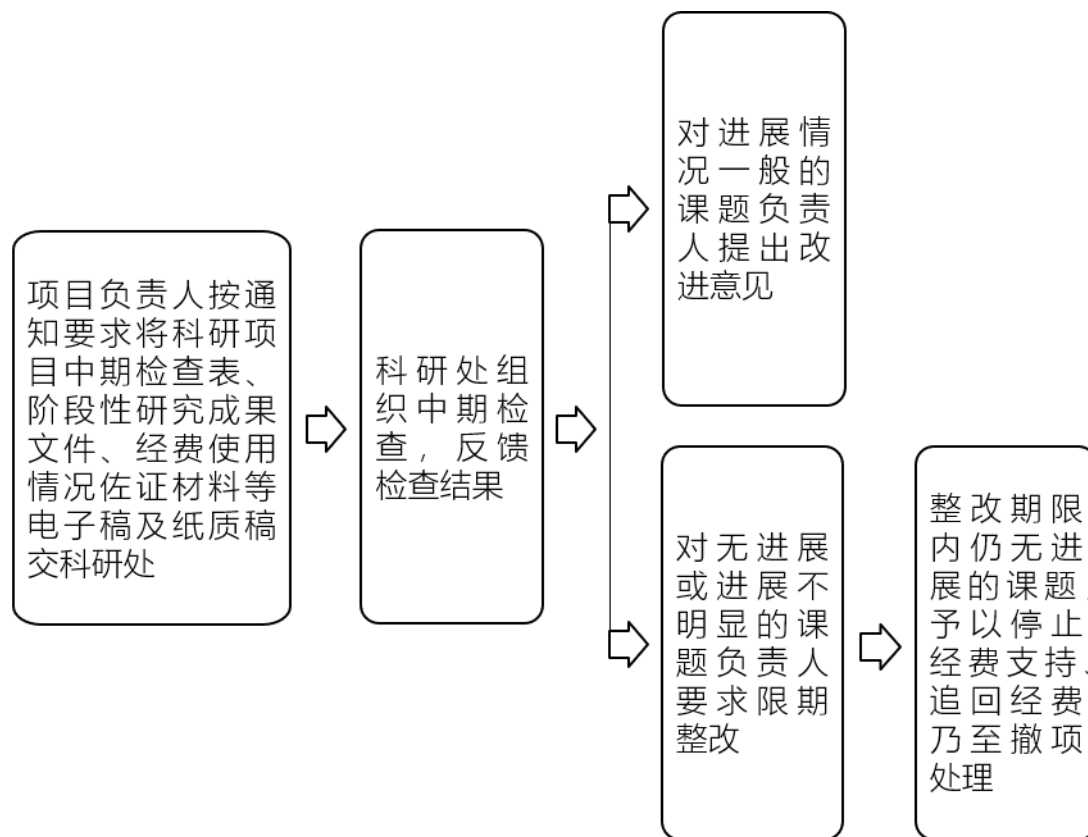 项目负责人按通
知要求将科研项
目中期检查表、
阶段性研究成果
文件、经费使用
情况佐证材料等
电子稿及纸质稿
交科研处
科研处组
织中期检
查，反馈
检查结果
对进展情
况一般的
课题负责
人提出改
进意见
对无进展
或进展不
明显的课
题负责人
要求限期
整改
整改期限
内仍无进
展的课题，
予以停止
经费支持、
追回经费
乃至撤项
处理